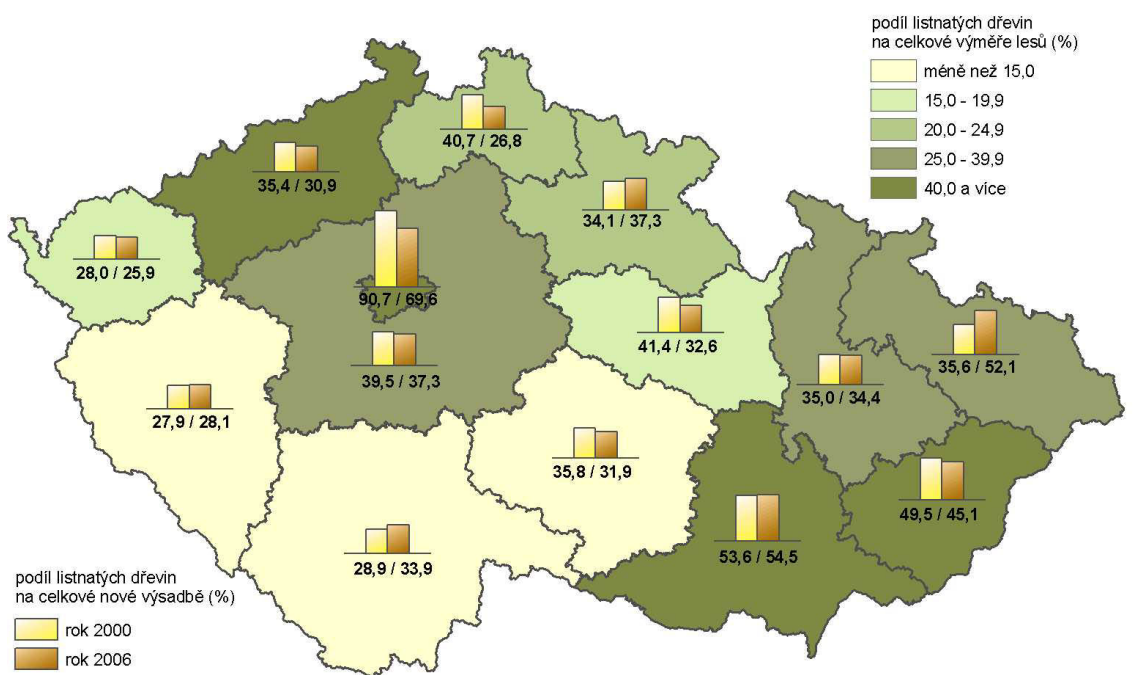 podíl listnatých dřevin
na celkové výměře lesů (%)
méně než 15,0
15,0 - 19,9
20,0 - 24,9
25,0 - 39,9
40,0 a více
40,7 / 26,8
35,4 / 30,9
34,1 / 37,3
28,0 / 25,9
90,7 / 69,6
41,4 / 32,6
35,6 / 52,1
39,5 / 37,3
35,0 / 34,4
27,9 / 28,1
35,8 / 31,9
49,5 / 45,1
53,6 / 54,5
28,9 / 33,9
podíl listnatých dřevin
na celkové nové výsadbě (%)
rok 2000
rok 2006